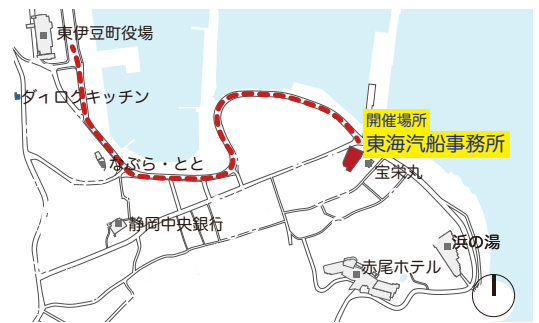 東伊豆町役場
ダイロクキッチン
開催場所
東海汽船事務所
なぶら・とと
宝栄丸
静岡中央銀行
浜の湯
赤尾ホテル